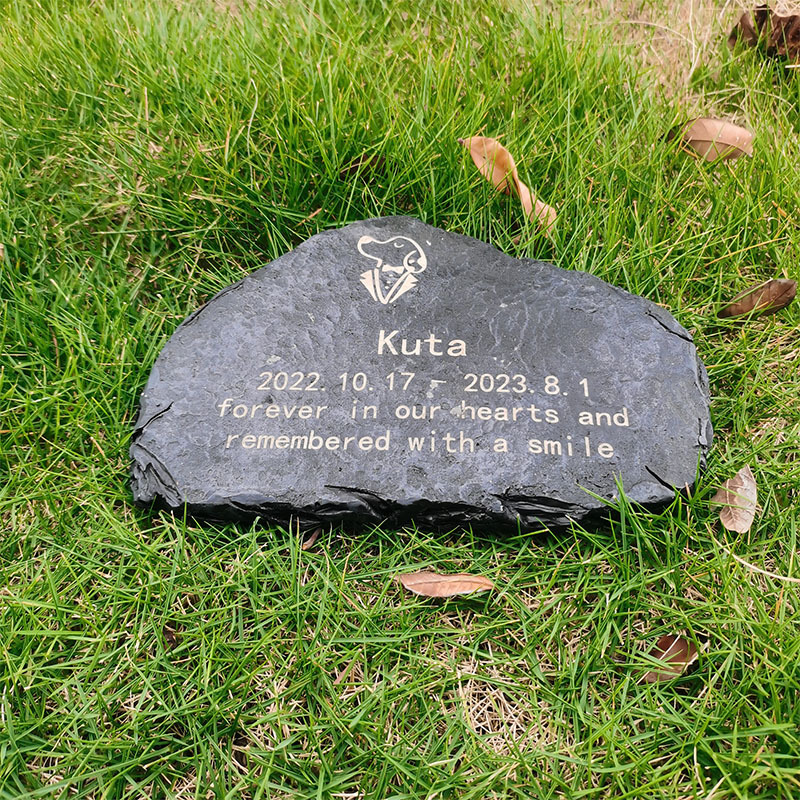 Kuta
2022.10.17 - 2023.8.1
forever in our hearts and
remembered with a smile